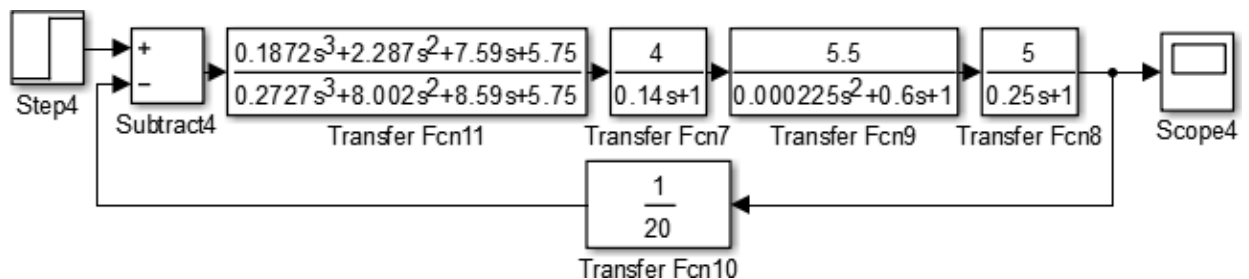 Step4
+
−
Subtract4
0.1872s³+2.287s²+7.59s+5.75
0.2727s³+8.002s²+8.59s+5.75
Transfer Fcn11
4
0.14s+1
Transfer Fcn7
5.5
0.000225s²+0.6s+1
Transfer Fcn9
5
0.25s+1
Transfer Fcn8
Scope4
1
20
Transfer Fcn10